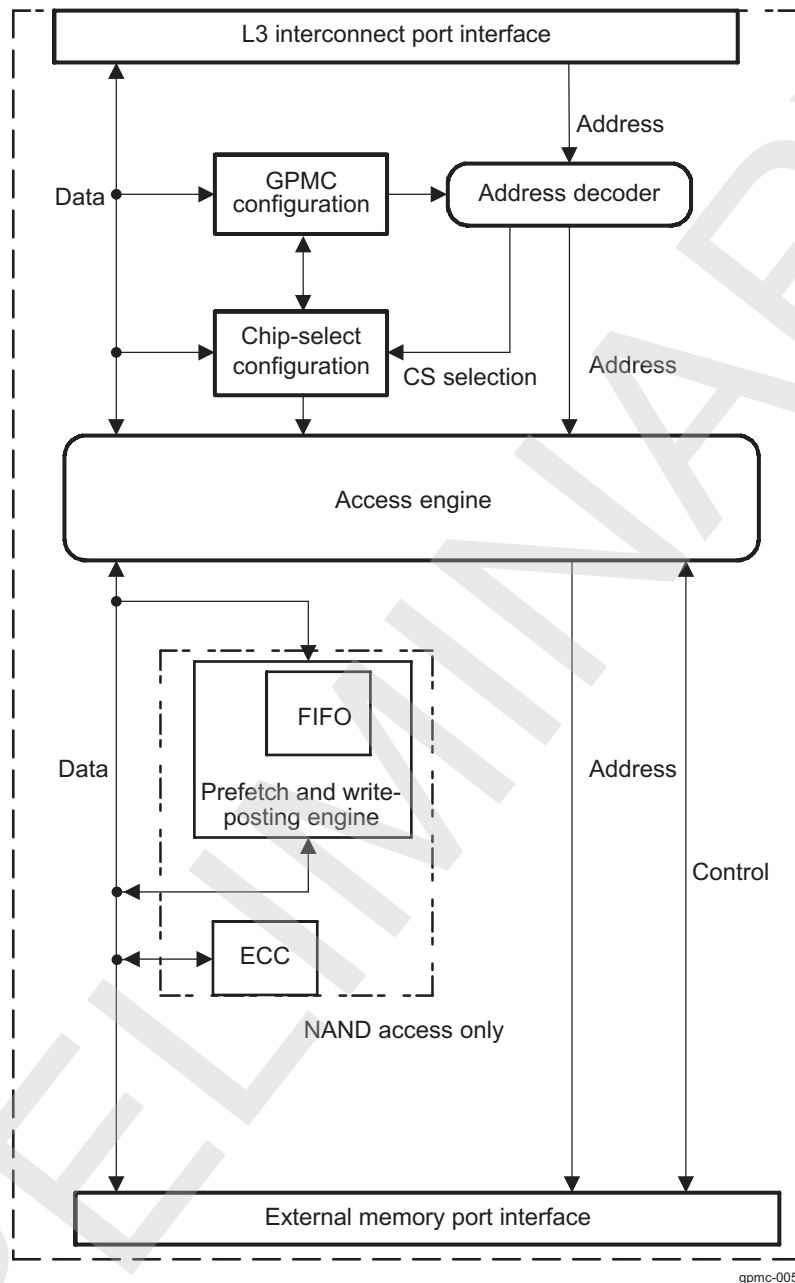 L3 interconnect port interface
Address
Data
GPMC
configuration
Address decoder
Chip-select
configuration
CS selection
Address
Access engine
FIFO
Data
Prefetch and write-
posting engine
Address
Control
ECC
NAND access only
External memory port interface
gpmc-005
PRELIMINAR